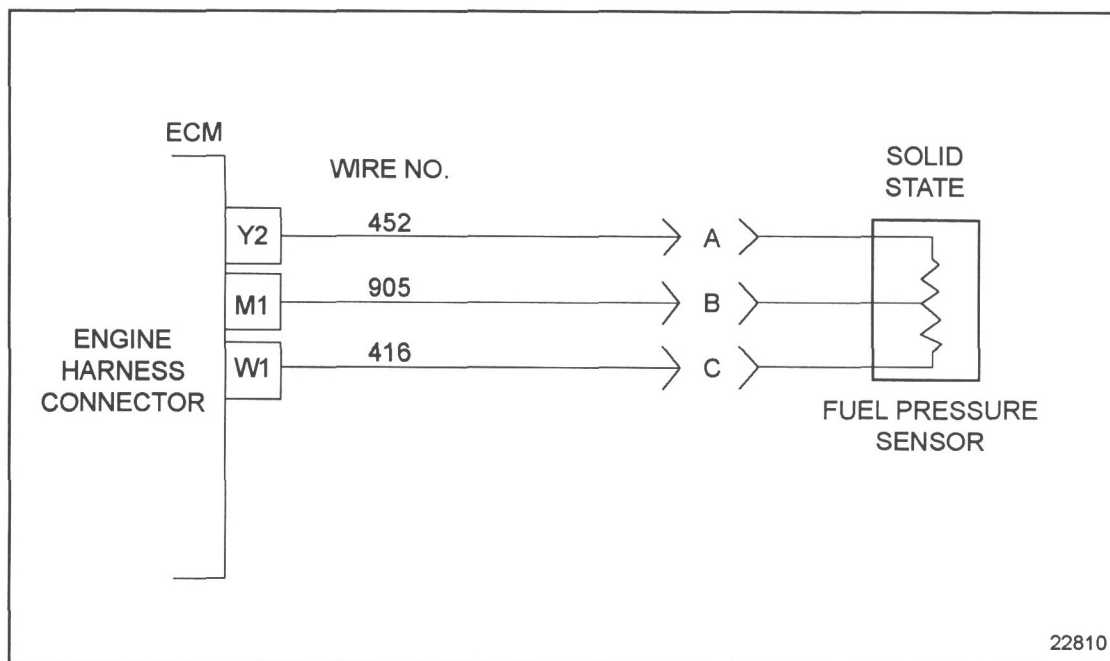 ECM
WIRE NO.
SOLID
STATE
Y2
452
A
M1
905
B
W1
416
C
ENGINE
HARNESS
CONNECTOR
FUEL PRESSURE
SENSOR
22810